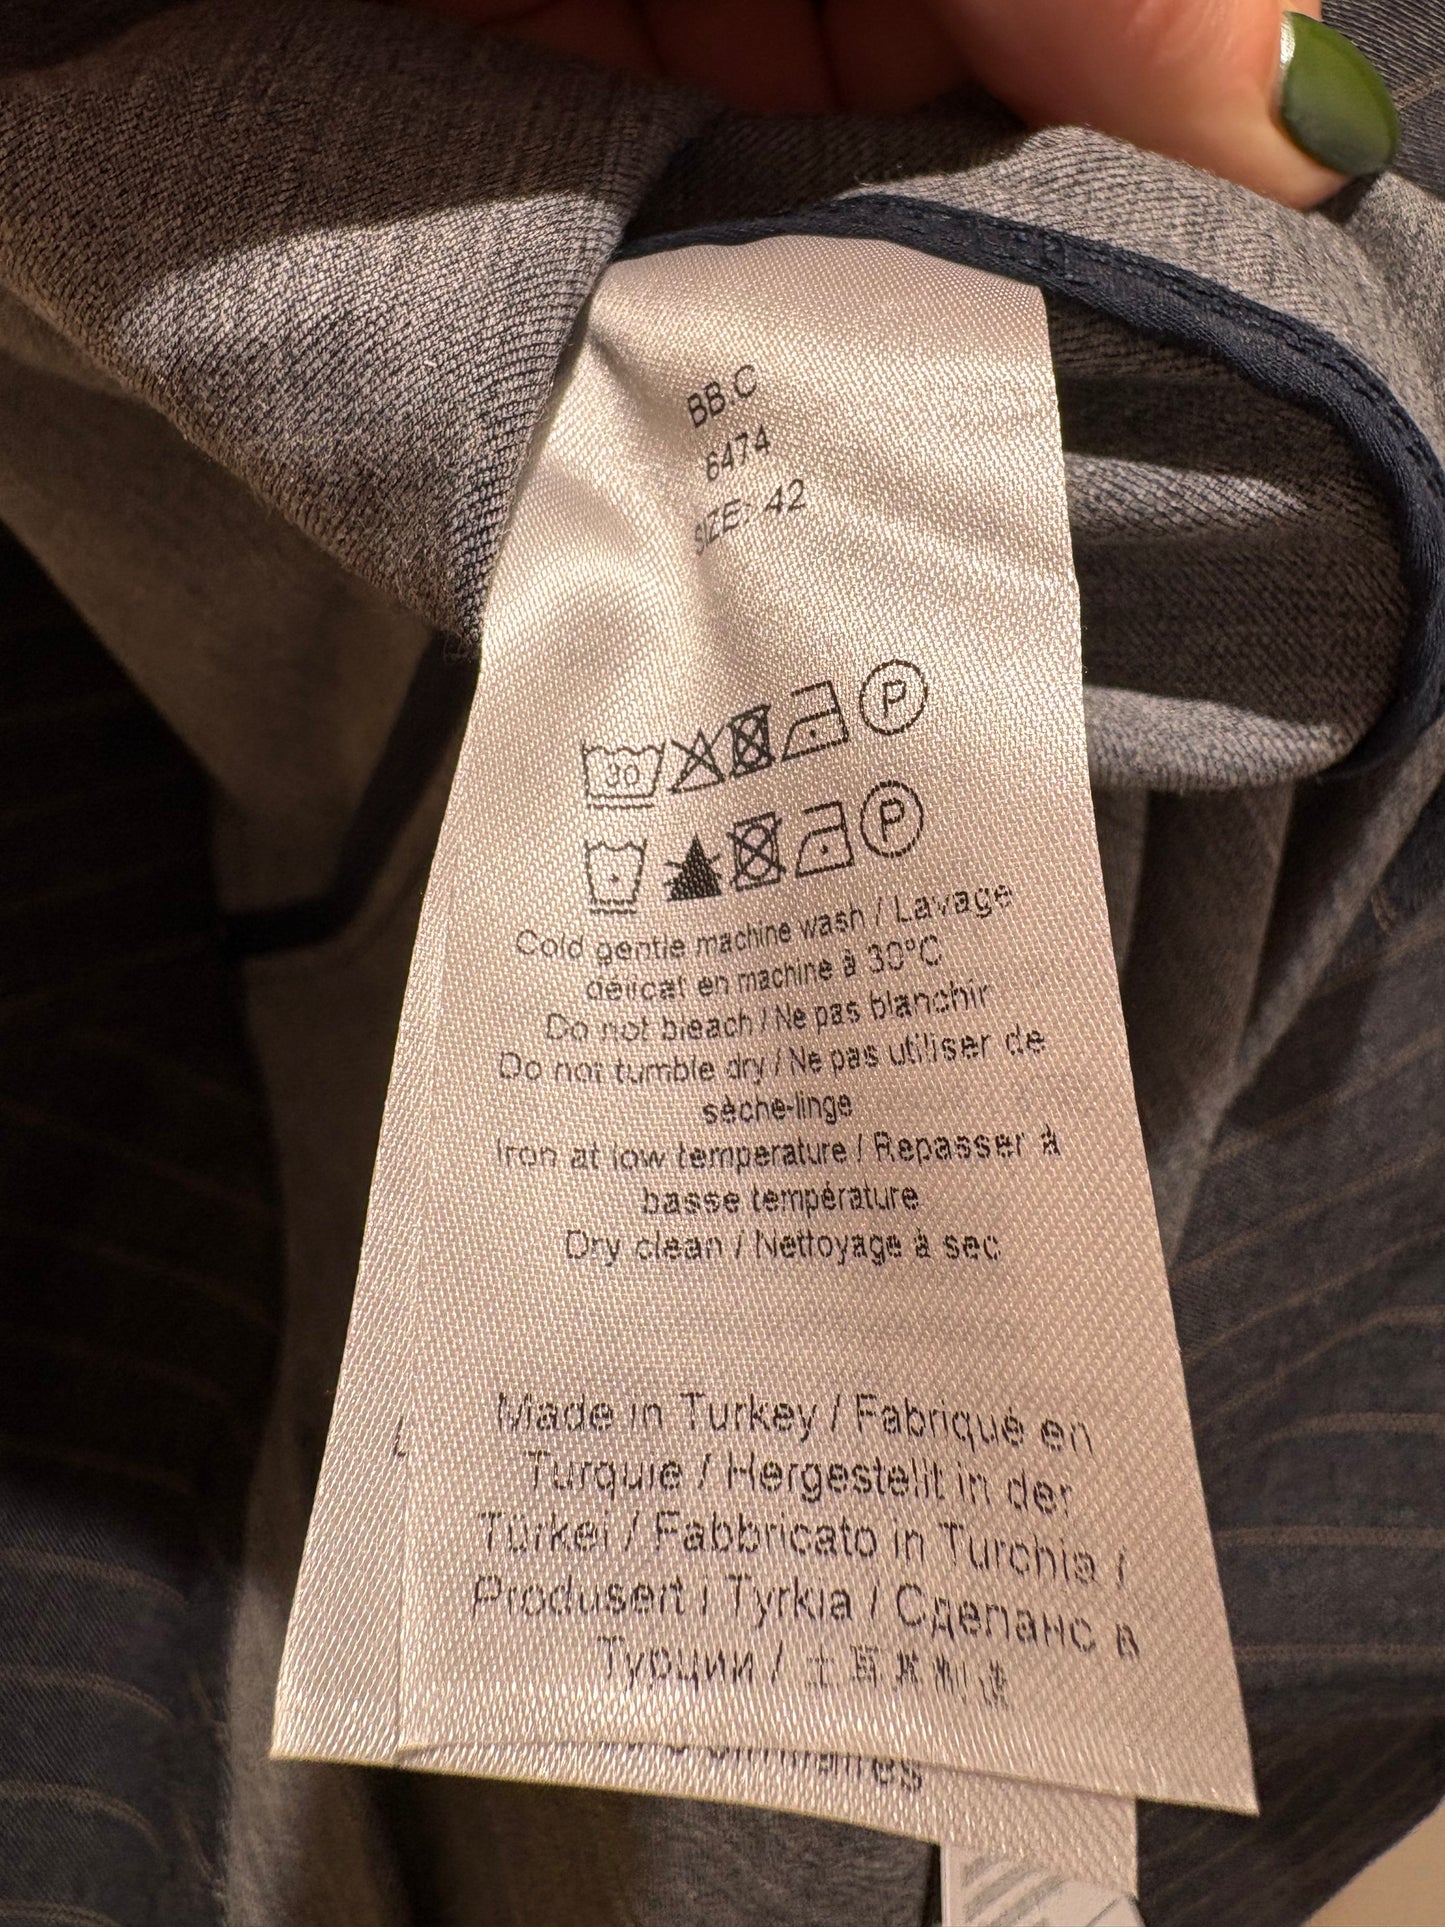 BB.C
6474
SIZE: 42
30 P
P
Cold gentle machine wash / Lavage
délicat en machine à 30°C
Do not bleach / Ne pas blanchir
Do not tumble dry / Ne pas utiliser de
sèche-linge
Iron at low temperature / Repasser à
basse température
Dry clean / Nettoyage à sec
Made in Turkey / Fabriqué en
Turquie / Hergestellt in der
Türkei / Fabbricato in Turchia /
Produsert i Tyrkia / Сделанс в
Турции / 土耳其制造